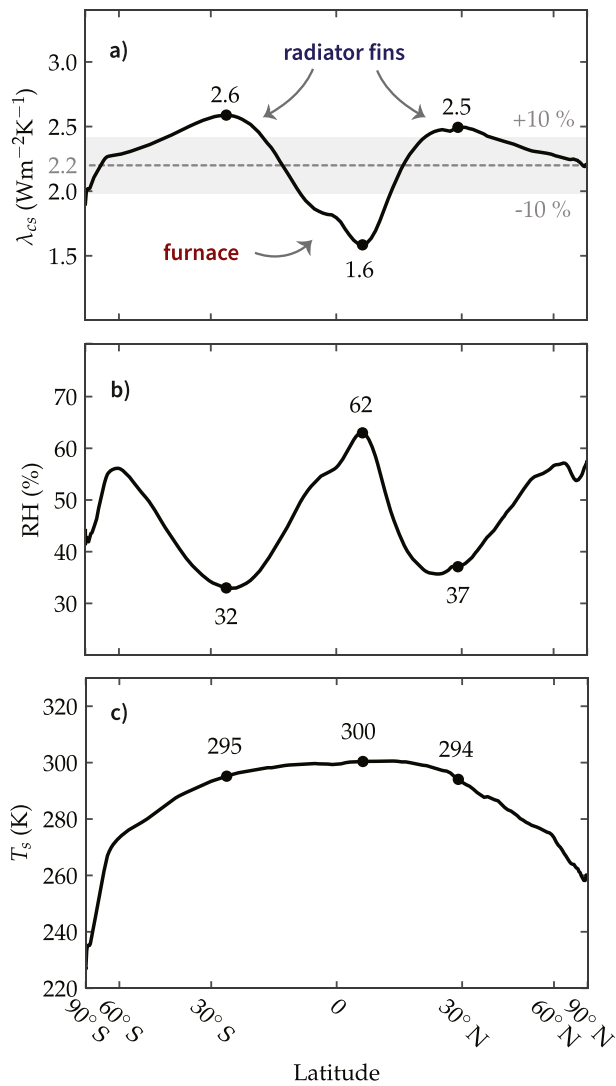 a)
radiator fins
3.0
2.6
2.5
+10 %
2.5
2.2
2.0
-10 %
furnace
1.5
1.6
λcs (Wm−2K−1)
b)
62
70
60
50
40
30
32
37
RH (%)
c)
320
295
300
294
300
280
260
240
220
Ts (K)
90°S
60°S
30°S
0
30°N
60°N
90°N
Latitude